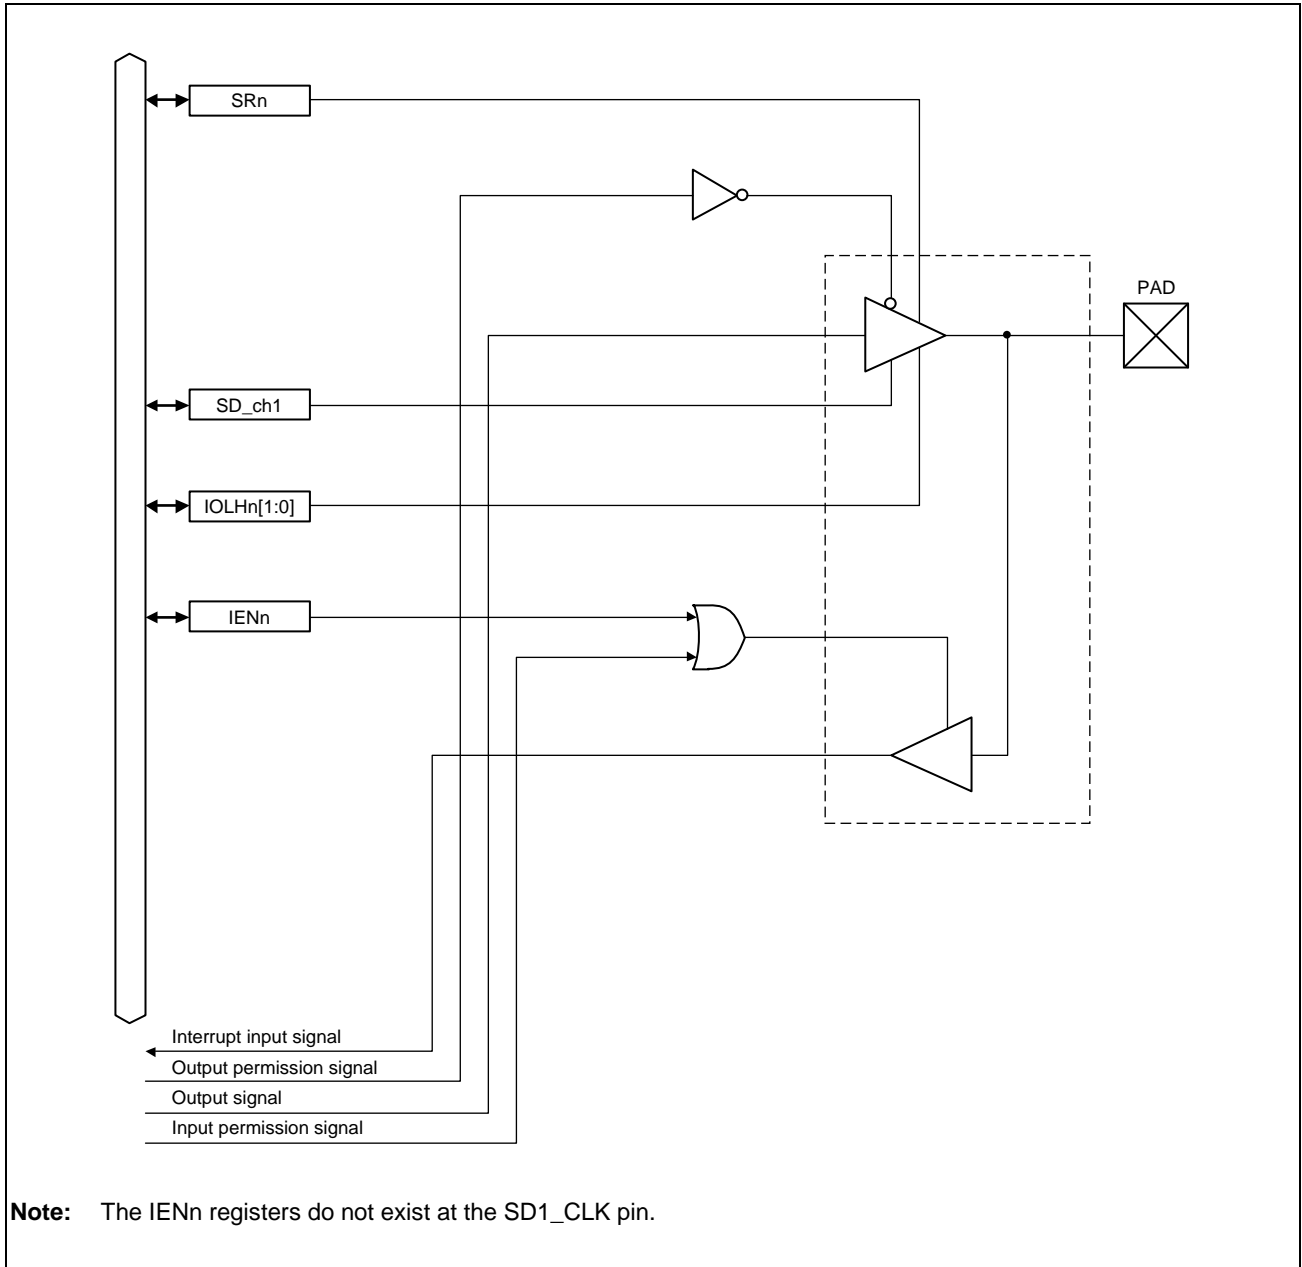 SRn
PAD
SD_ch1
IOLHn[1:0]
IENn
Interrupt input signal
Output permission signal
Output signal
Input permission signal
Note: The IENn registers do not exist at the SD1_CLK pin.